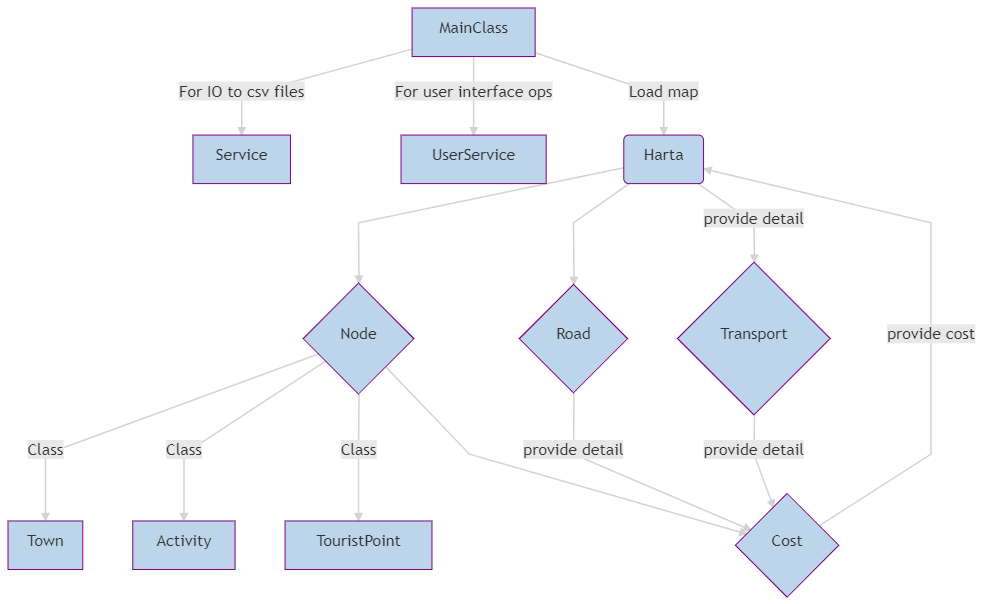 MainClass
For IO to csv files
For user interface ops
Load map
Service
UserService
Harta
provide detail
Node
Road
Transport
provide cost
Class
Class
Class
provide detail
provide detail
Town
Activity
TouristPoint
Cost